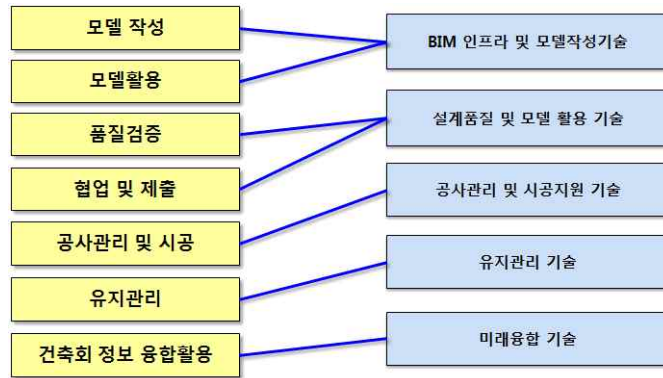 모델 작성
모델활용
품질검증
협업 및 제출
공사관리 및 시공
유지관리
건축회 정보 융합활용
BIM 인프라 및 모델작성기술
설계품질 및 모델 활용 기술
공사관리 및 시공지원 기술
유지관리 기술
미래융합 기술